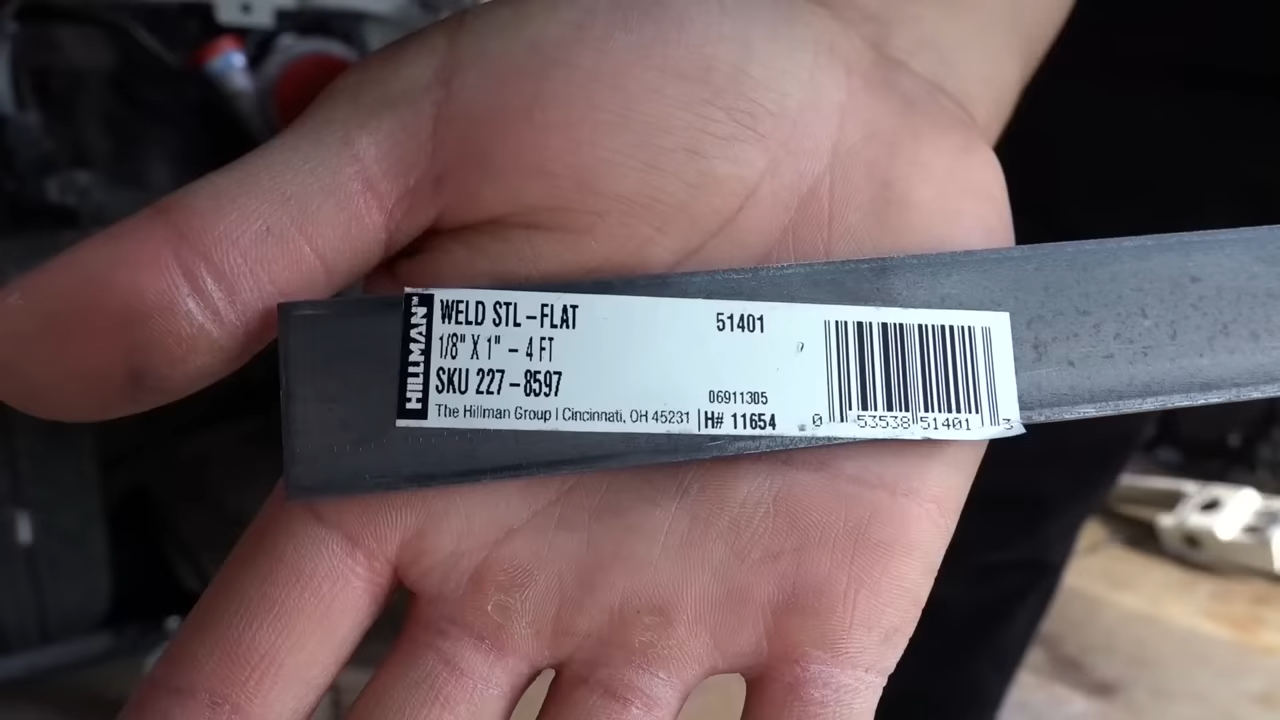 HILLMAN™
WELD STL-FLAT 51401
1/8" X 1" - 4 FT
SKU 227-8597
06911305
The Hillman Group | Cincinnati, OH 45231 | H# 11654
0 53538 51401 3